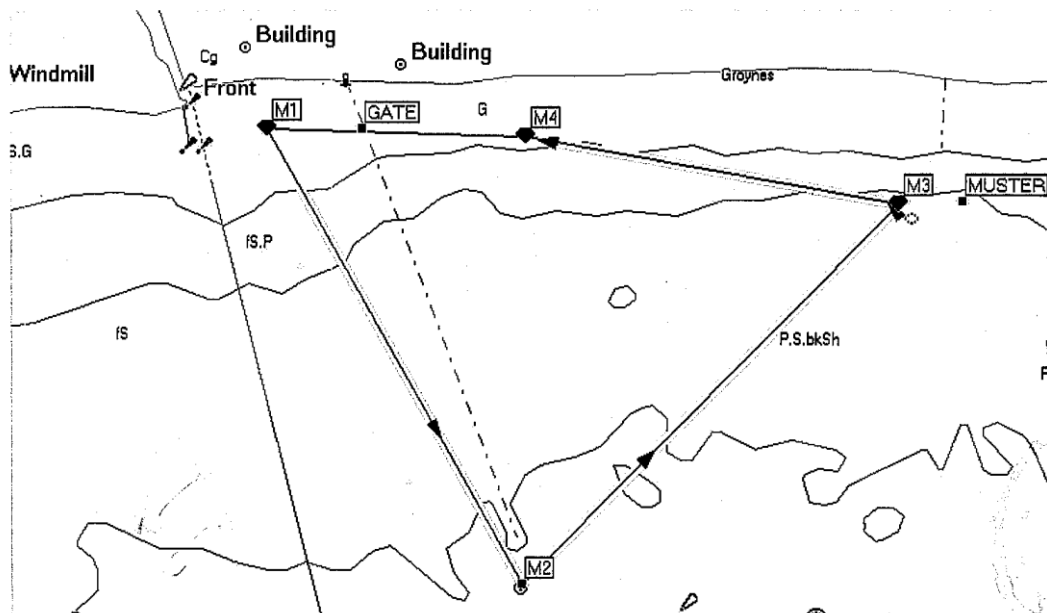 Building
Building
Cg
Windmill
Front
Groynes
M1
GATE
G
M4
S.G
M3
MUSTER
fS.P
fS
P.S.bkSh
M2